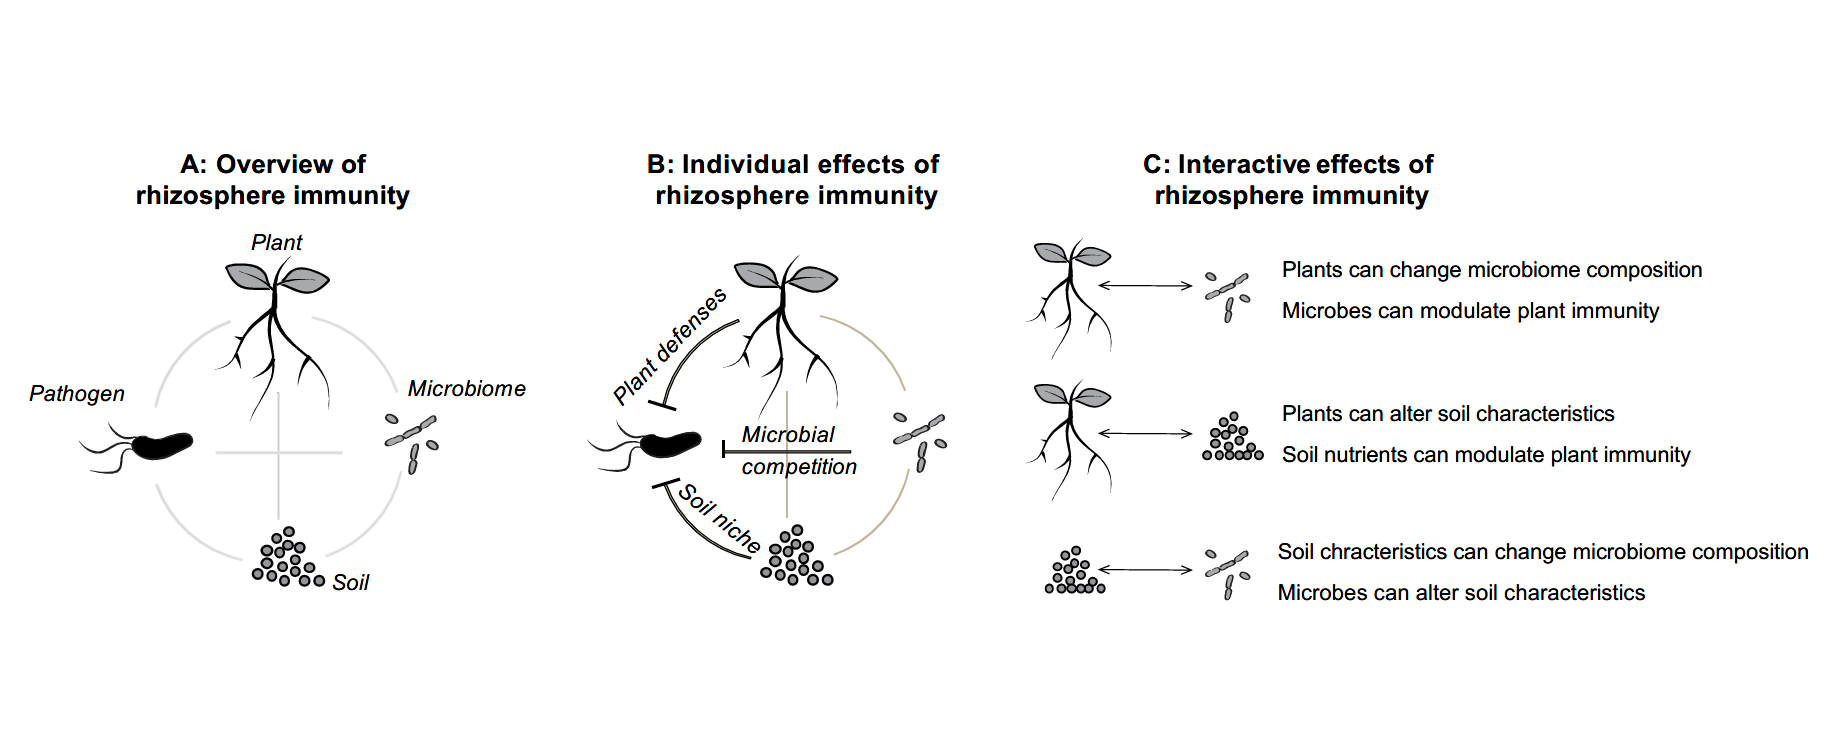 A: Overview of
rhizosphere immunity
Plant
Pathogen
Microbiome
Soil
B: Individual effects of
rhizosphere immunity
Plant defenses
Microbial
competition
Soil niche
C: Interactive effects of
rhizosphere immunity
Plants can change microbiome composition
Microbes can modulate plant immunity
Plants can alter soil characteristics
Soil nutrients can modulate plant immunity
Soil chracteristics can change microbiome composition
Microbes can alter soil characteristics